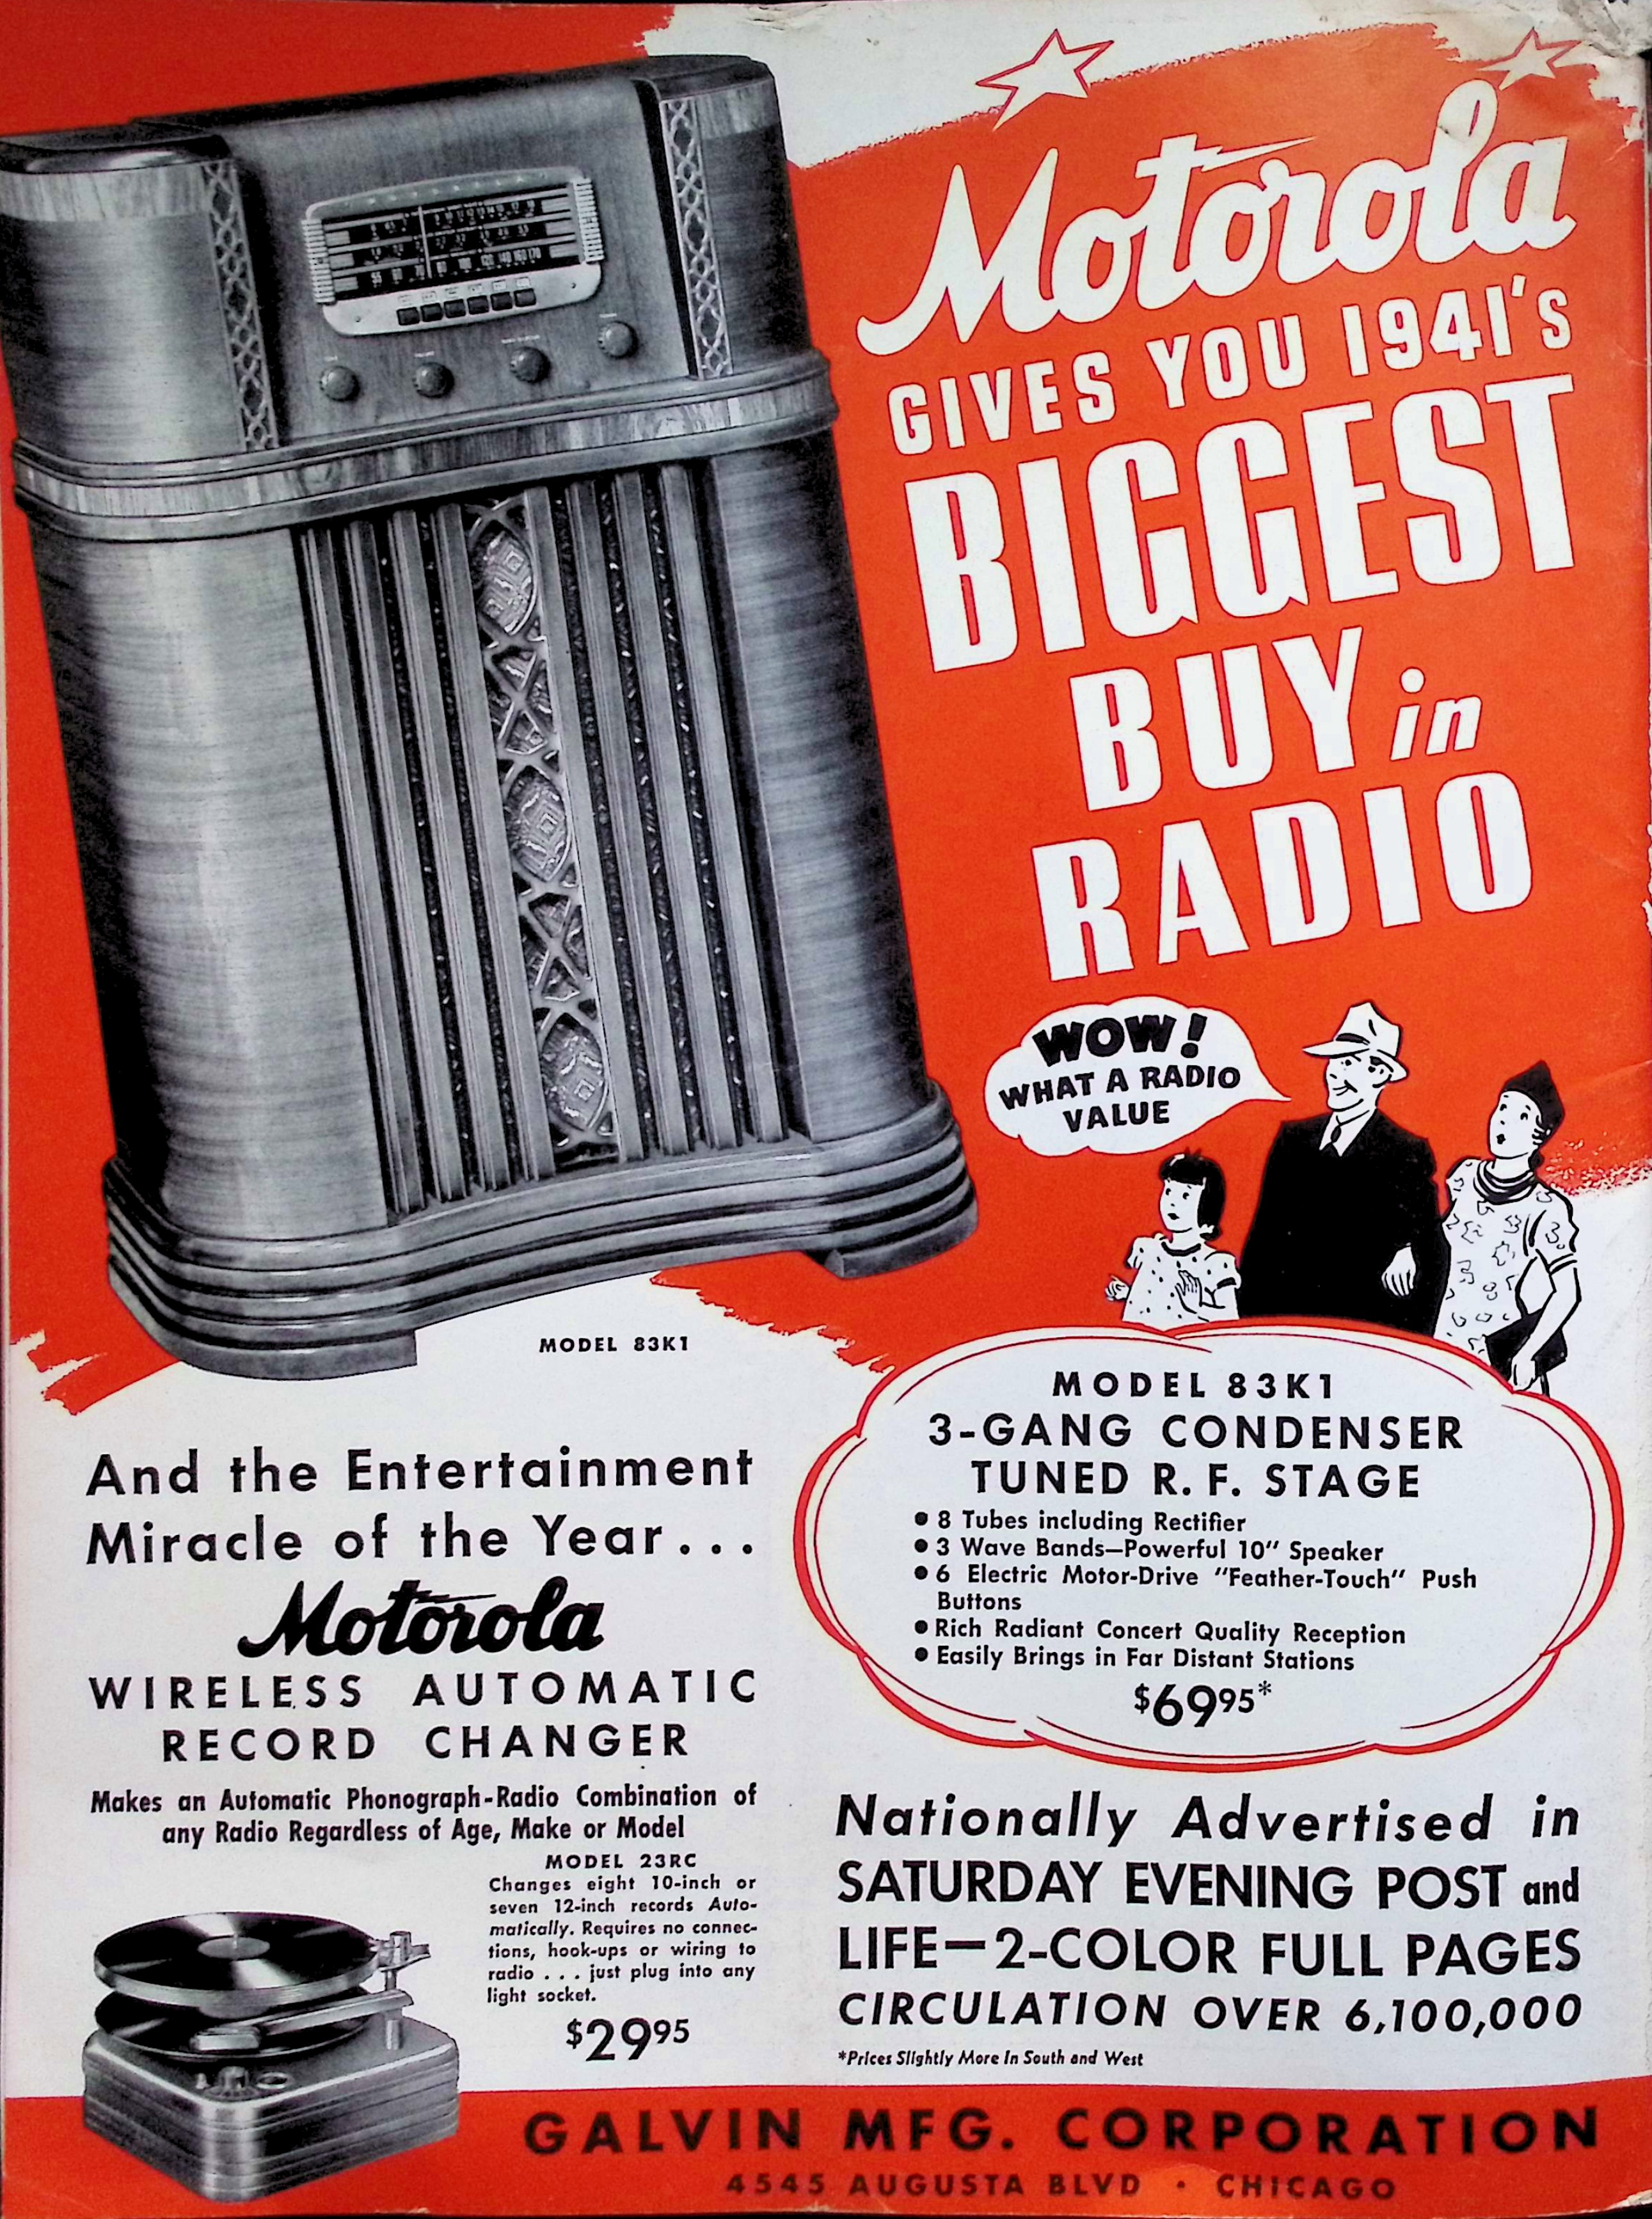 Motorola
GIVES YOU 1941's
BIGGEST
BUY in
RADIO
WOW!
WHAT A RADIO
VALUE
MODEL 83K1
MODEL 83K1
3-GANG CONDENSER
TUNED R. F. STAGE
• 8 Tubes including Rectifier
• 3 Wave Bands—Powerful 10" Speaker
• 6 Electric Motor-Drive "Feather-Touch" Push
Buttons
• Rich Radiant Concert Quality Reception
• Easily Brings in Far Distant Stations
$69 95*
And the Entertainment
Miracle of the Year...
Motorola
WIRELESS AUTOMATIC
RECORD CHANGER
Makes an Automatic Phonograph-Radio Combination of
any Radio Regardless of Age, Make or Model
MODEL 23RC
Changes eight 10-inch or
seven 12-inch records Auto-
matically. Requires no connec-
tions, hook-ups or wiring to
radio . . . just plug into any
light socket.
$29 95
Nationally Advertised in
SATURDAY EVENING POST and
LIFE—2-COLOR FULL PAGES
CIRCULATION OVER 6,100,000
*Prices Slightly More In South and West
GALVIN MFG. CORPORATION
4545 AUGUSTA BLVD • CHICAGO